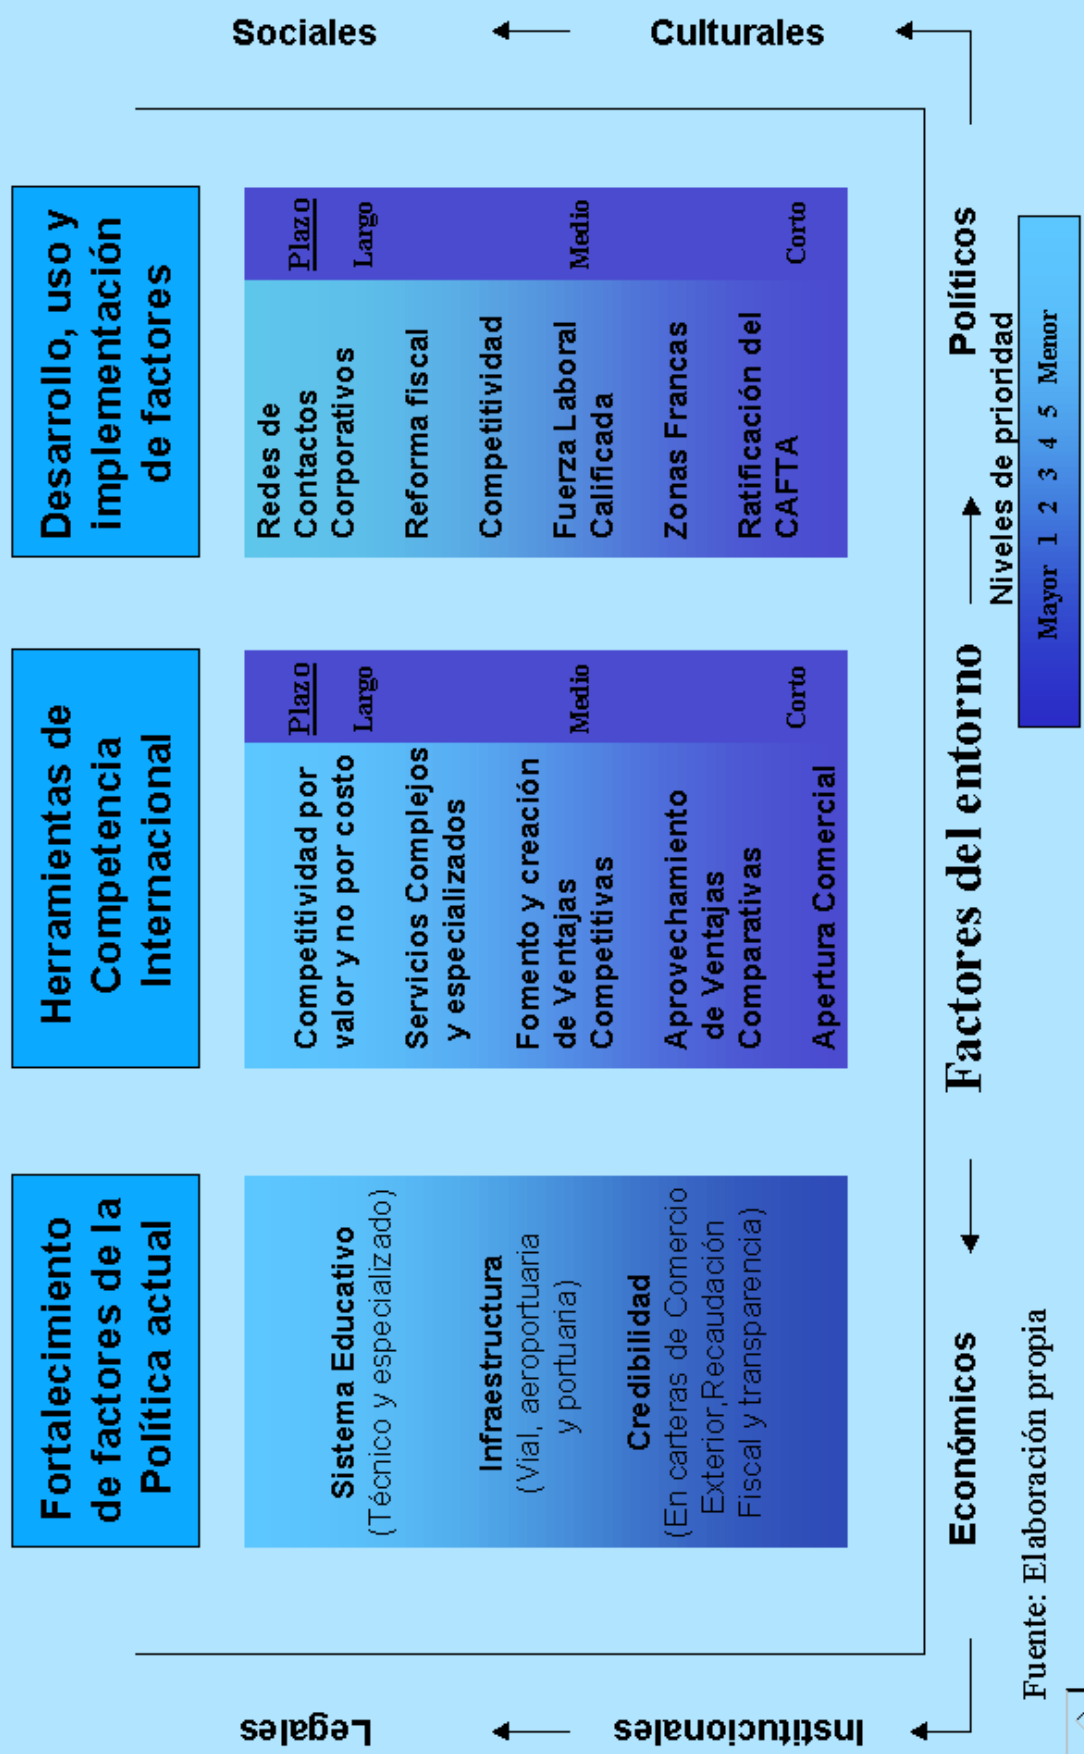 Fortalecimiento
de factores de la
Política actual
Herramientas de
Competencia
Internacional
Desarrollo, uso y
implementación
de factores
Sistema Educativo
(Técnico y especializado)
Infraestructura
(Vial, aeroportuaria
y portuaria)
Credibilidad
(En carteras de Comercio
Exterior,Recaudación
Fiscal y transparencia)
Plazo
Competitividad por
valor y no por costo
Largo
Servicios Complejos
y especializados
Fomento y creación
de Ventajas
Competitivas
Medio
Aprovechamiento
de Ventajas
Comparativas
Apertura Comercial
Corto
Plazo
Redes de
Contactos
Corporativos
Largo
Reforma fiscal
Competitividad
Fuerza Laboral
Calificada
Medio
Zonas Francas
Ratificación del
CAFTA
Corto
Legales
Institucionales
Sociales
Culturales
Económicos
Factores del entorno
Políticos
Niveles de prioridad
Mayor 1 2 3 4 5 Menor
Fuente: Elaboración propia